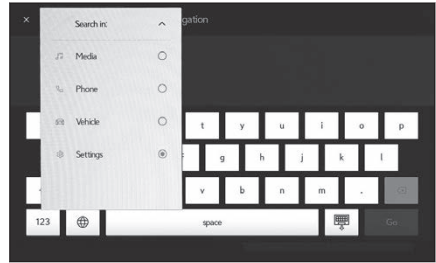 × Search in: gation
Media
Phone
Vehicle
Settings
t y u i o p
g h j k l
v b n m .
123 space Go